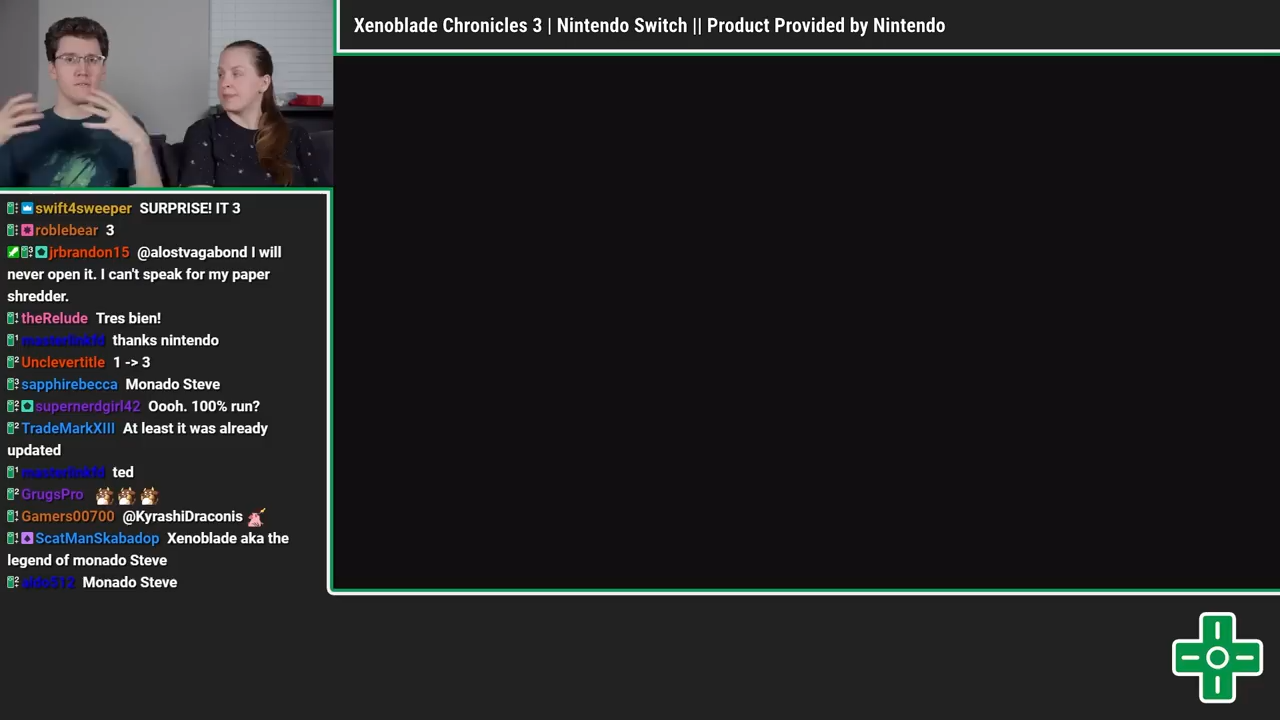 Xenoblade Chronicles 3 | Nintendo Switch || Product Provided by Nintendo
swift4sweeper SURPRISE! IT 3
roblebear 3
jrbrandon15 @alostvagabond I will
never open it. I can't speak for my paper
shredder.
theRelude Tres bien!
masterlinkfd thanks nintendo
Unclevertitle 1 -> 3
sapphirebecca Monado Steve
supernerdgirl42 Oooh. 100% run?
TradeMarkXIII At least it was already
updated
masterlinkfd ted
GrugsPro
Gamers00700 @KyrashiDraconis
ScatManSkabadop Xenoblade aka the
legend of monado Steve
Monado Steve